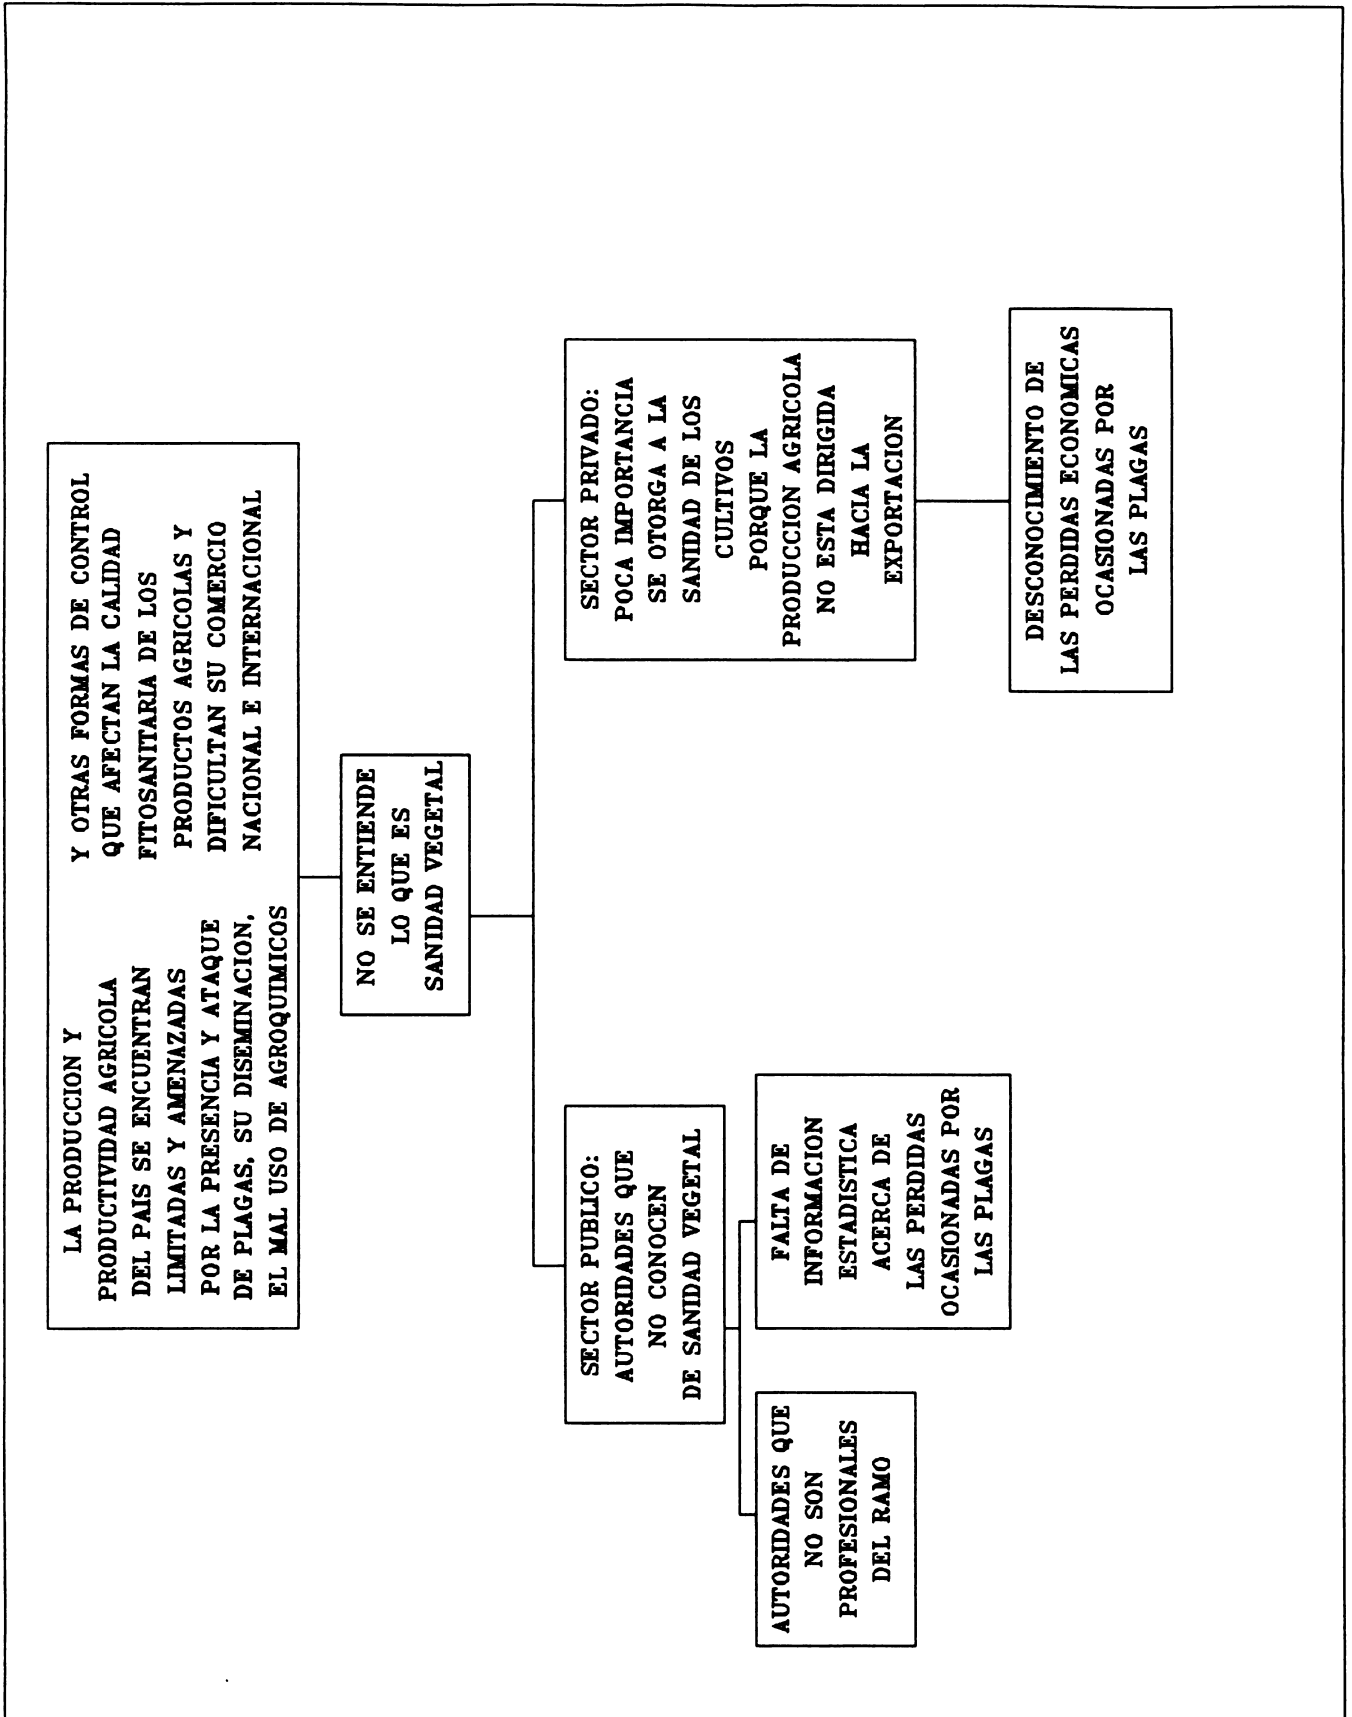 LA PRODUCCION Y
PRODUCTIVIDAD AGRICOLA
DEL PAIS SE ENCUENTRAN
LIMITADAS Y AMENAZADAS
POR LA PRESENCIA Y ATAQUE
DE PLAGAS, SU DISEMINACION,
EL MAL USO DE AGROQUIMICOS
Y OTRAS FORMAS DE CONTROL
QUE AFECTAN LA CALIDAD
FITOSANITARIA DE LOS
PRODUCTOS AGRICOLAS Y
DIFICULTAN SU COMERCIO
NACIONAL E INTERNACIONAL
NO SE ENTIENDE
LO QUE ES
SANIDAD VEGETAL
SECTOR PUBLICO:
AUTORIDADES QUE
NO CONOCEN
DE SANIDAD VEGETAL
AUTORIDADES QUE
NO SON
PROFESIONALES
DEL RAMO
FALTA DE
INFORMACION
ESTADISTICA
ACERCA DE
LAS PERDIDAS
OCASIONADAS POR
LAS PLAGAS
SECTOR PRIVADO:
POCA IMPORTANCIA
SE OTORGA A LA
SANIDAD DE LOS
CULTIVOS
PORQUE LA
PRODUCCION AGRICOLA
NO ESTA DIRIGIDA
HACIA LA
EXPORTACION
DESCONOCIMIENTO DE
LAS PERDIDAS ECONOMICAS
OCASIONADAS POR
LAS PLAGAS